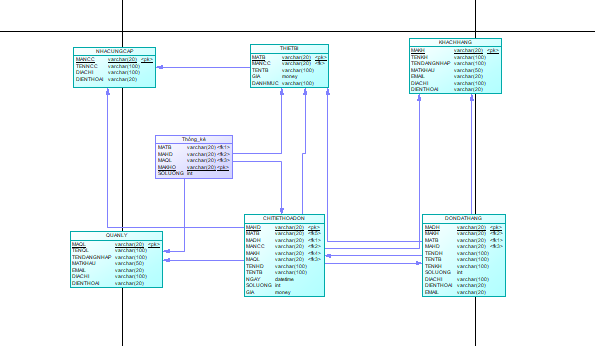 NHACUNGCAP
MANCC varchar(20) <pk>
TENNCC varchar(100)
DIACHI varchar(100)
DIENTHOAI varchar(20)
THIETBI
MATB varchar(20) <pk>
MANCC varchar(20) <fk>
TENTB varchar(100)
GIA money
DANHMUC varchar(100)
KHACHHANG
MAKH varchar(20) <pk>
TENKH varchar(100)
TENDANGNHAP varchar(100)
MATKHAU varchar(50)
EMAIL varchar(20)
DIACHI varchar(100)
DIENTHOAI varchar(20)
Thông_kê
MATB varchar(20) <fk1>
MAHD varchar(20) <fk2>
MAQL varchar(20) <fk3>
MAKHO varchar(20) <pk>
SOLUONG int
QUANLY
MAQL varchar(20) <pk>
TENQL varchar(100)
TENDANGNHAP varchar(100)
MATKHAU varchar(50)
EMAIL varchar(20)
DIACHI varchar(100)
DIENTHOAI varchar(20)
CHITIETHOADON
MAHD varchar(20) <pk>
MATB varchar(20) <fk5>
MADH varchar(20) <fk1>
MANCC varchar(20) <fk2>
MAKH varchar(20) <fk4>
MAQL varchar(20) <fk3>
TENHD varchar(100)
TENTB varchar(100)
NGAY datetime
SOLUONG int
GIA money
DONDATHANG
MADH varchar(20) <pk>
MAKH varchar(20) <fk2>
MATB varchar(20) <fk1>
MAHD varchar(20) <fk3>
TENDH varchar(100)
TENTB varchar(100)
TENKH varchar(100)
SOLUONG int
DIACHI varchar(100)
DIENTHOAI varchar(20)
EMAIL varchar(20)